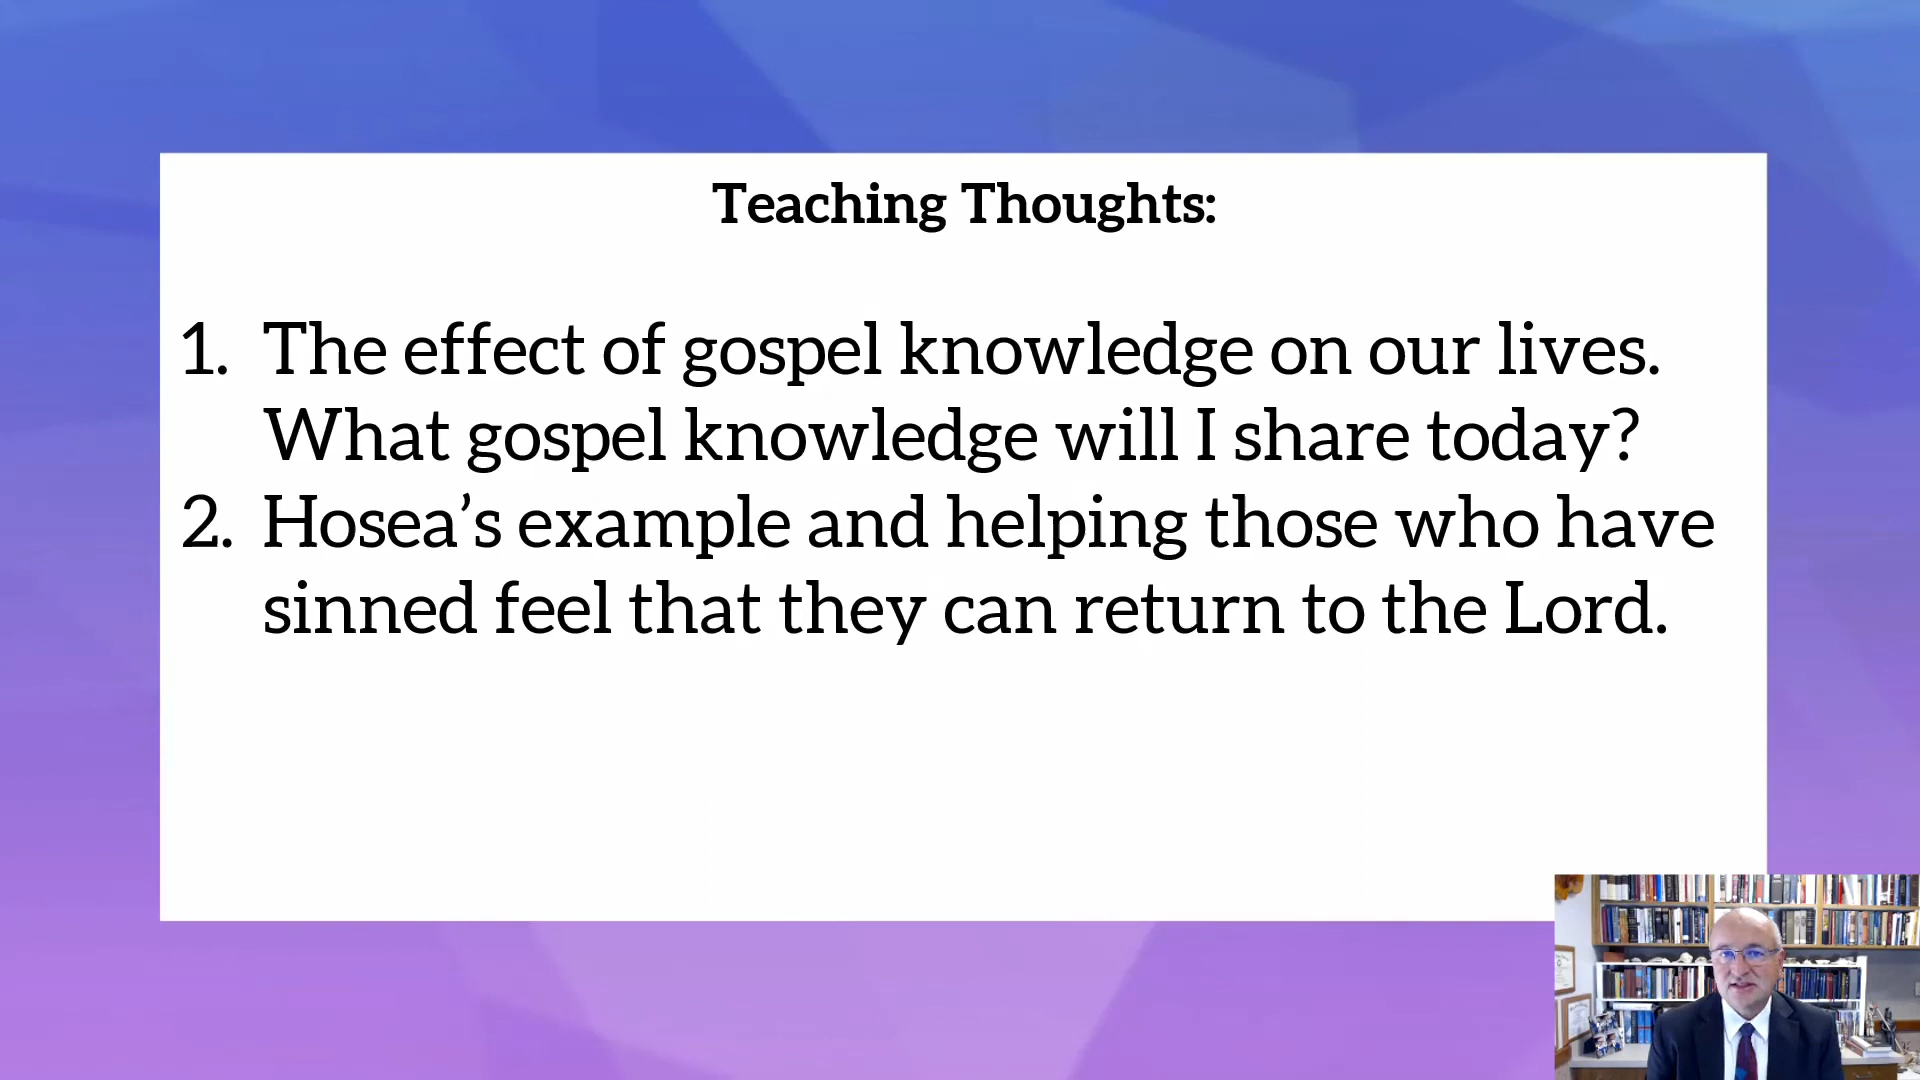 Teaching Thoughts:
1. The effect of gospel knowledge on our lives.
What gospel knowledge will I share today?
2. Hosea’s example and helping those who have
sinned feel that they can return to the Lord.